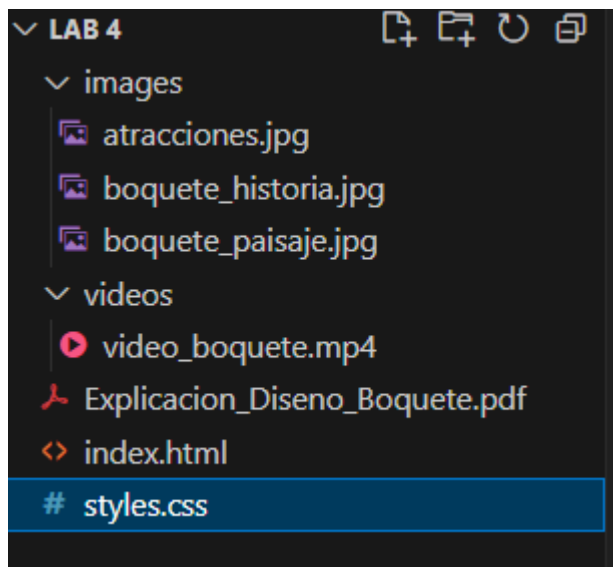 LAB 4
images
atracciones.jpg
boquete_historia.jpg
boquete_paisaje.jpg
videos
video_boquete.mp4
Explicacion_Diseno_Boquete.pdf
<> index.html
# styles.css